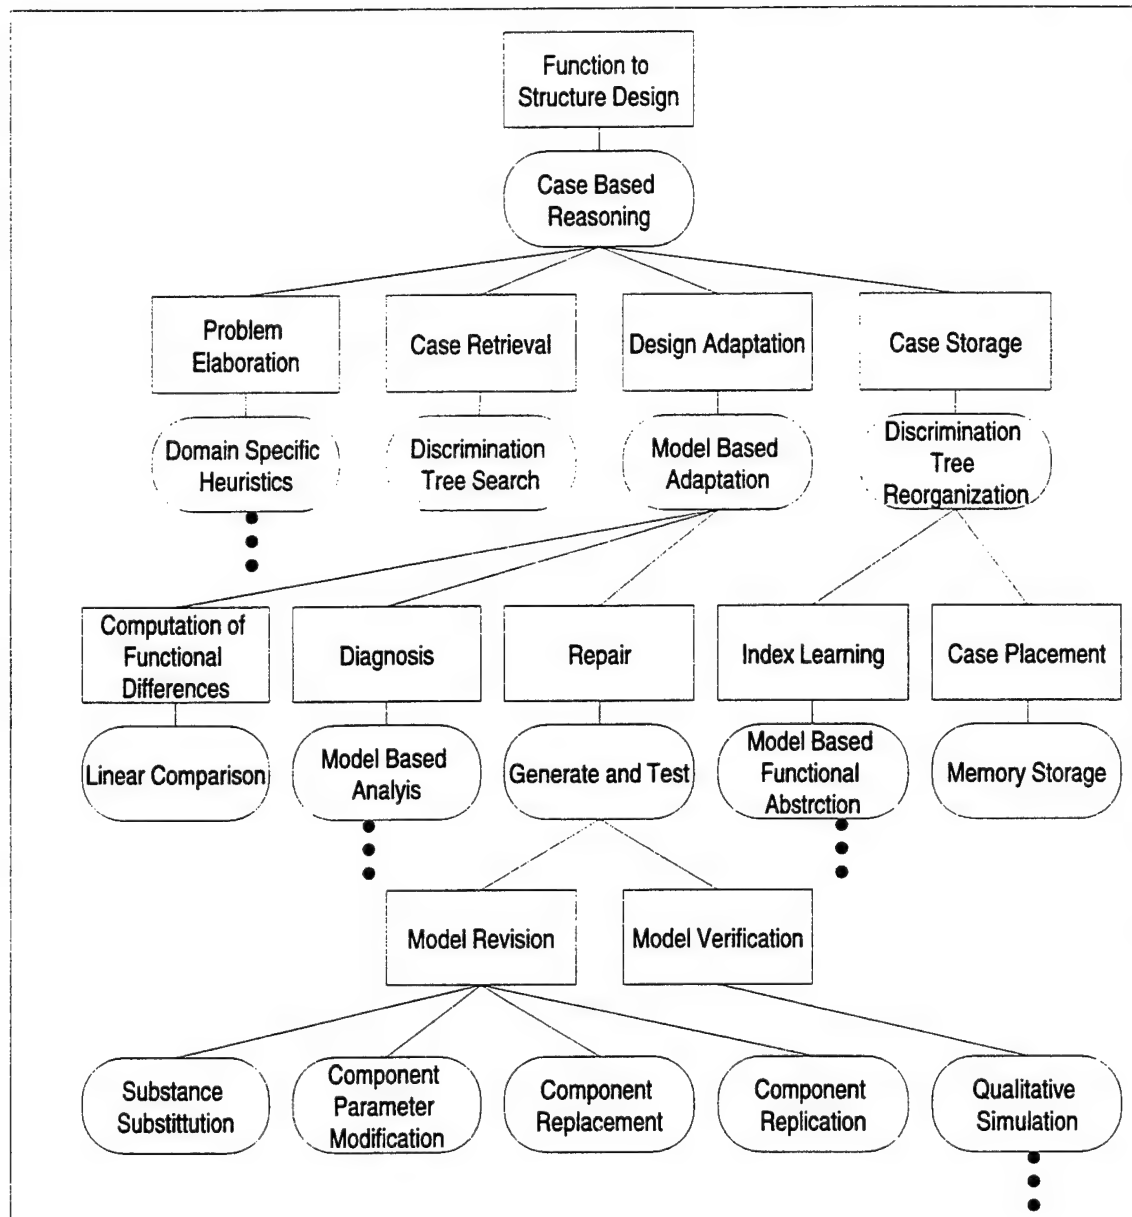 Function to
Structure Design
Case Based
Reasoning
Problem
Elaboration
Case Retrieval
Design Adaptation
Case Storage
Domain Specific
Heuristics
Discrimination
Tree Search
Model Based
Adaptation
Discrimination
Tree
Reorganization
Computation of
Functional
Differences
Diagnosis
Repair
Index Learning
Case Placement
Linear Comparison
Model Based
Analyis
Generate and Test
Model Based
Functional
Abstrction
Memory Storage
Model Revision
Model Verification
Substance
Substittution
Component
Parameter
Modification
Component
Replacement
Component
Replication
Qualitative
Simulation